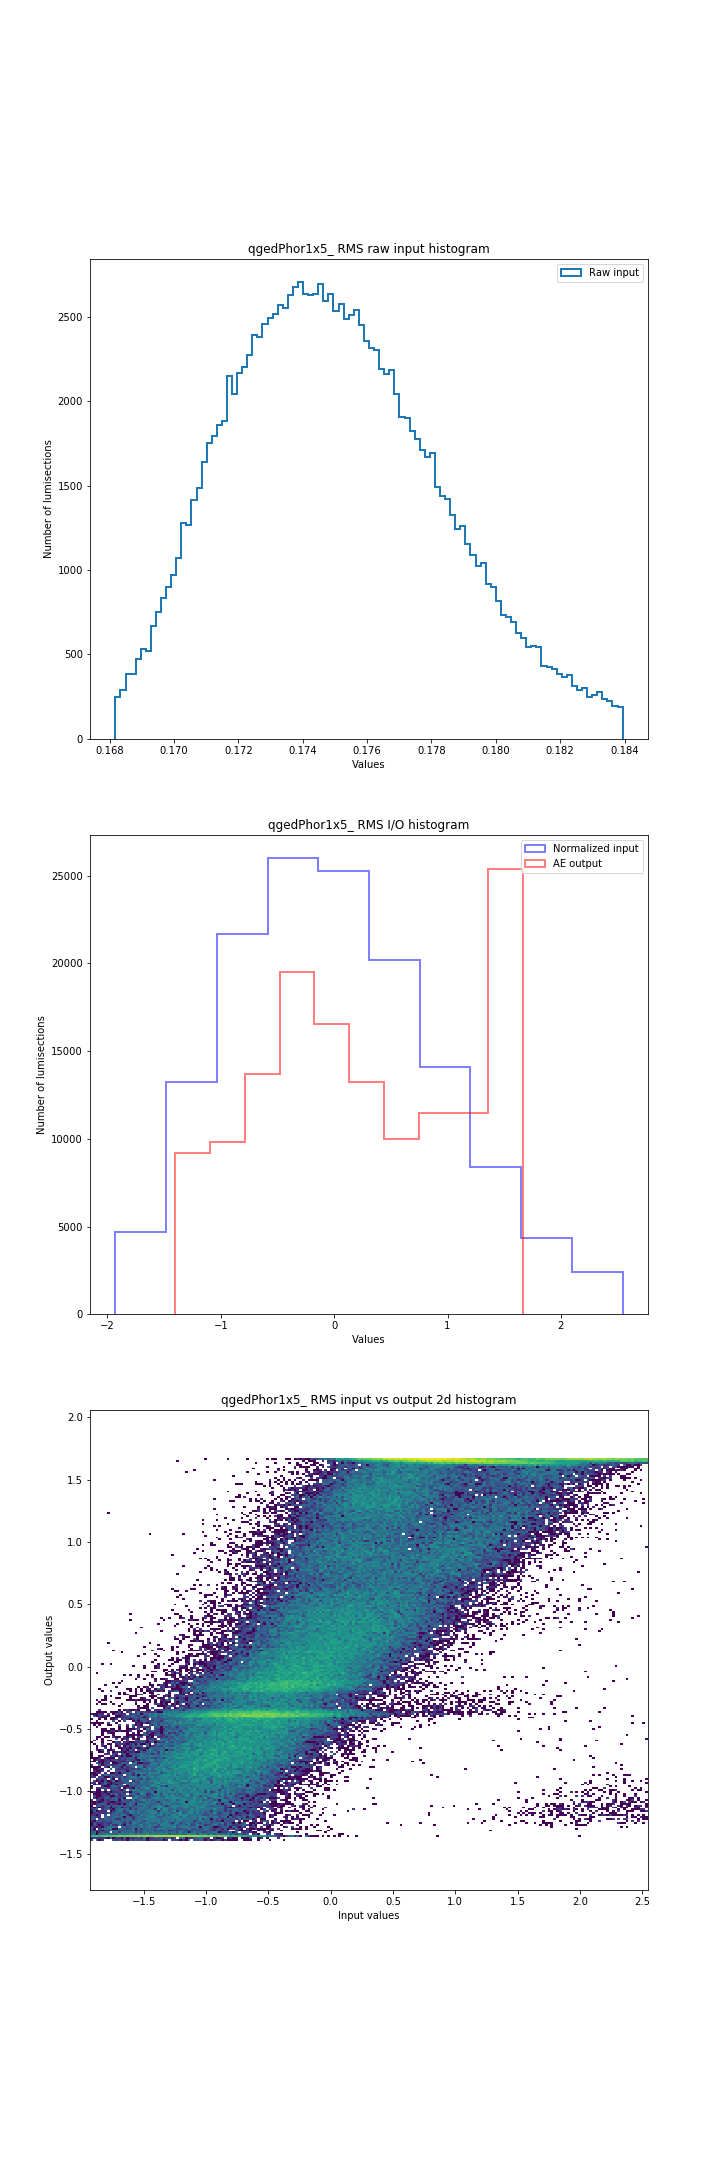 qgedPhor1x5_ RMS raw input histogram
Raw input
2500
2000
1500
1000
500
0
Number of lumisections
0.168 0.170 0.172 0.174 0.176 0.178 0.180 0.182 0.184
Values
qgedPhor1x5_ RMS I/O histogram
Normalized input
AE output
25000
20000
15000
10000
5000
0
Number of lumisections
−2 −1 0 1 2
Values
qgedPhor1x5_ RMS input vs output 2d histogram
2.0
1.5
1.0
0.5
0.0
−0.5
−1.0
−1.5
Output values
−1.5 −1.0 −0.5 0.0 0.5 1.0 1.5 2.0 2.5
Input values